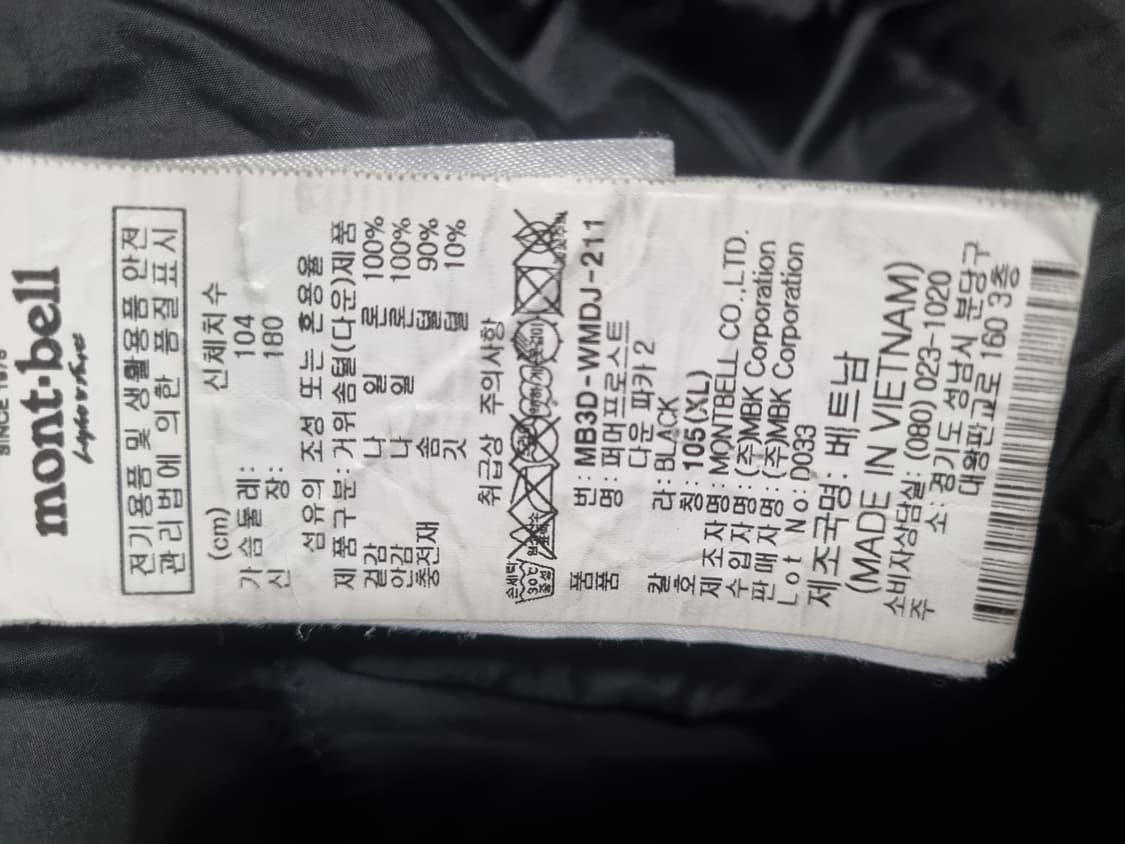 SINCE 1975
mont-bell
Light & Fast
전기용품 및 생활용품 안전
관리법에 의한 품질 표시
(cm) 신체치수
가슴둘레: 104
신 장: 180
섬유의 조성 또는 혼용율
제품구분: 거위솜털(다운)제품
겉감 나 일 론 100%
안감 나 일 론 100%
충전재 솜 털 90%
깃 털 10%
취급상 주의사항
손세탁
30℃
중성
품 번: MB3D-WMDJ-211
품 명: 퍼머프로스트
다운 파카 2
칼 라: BLACK
호 칭: 105(XL)
제 조 자 명: MONTBELL CO.,LTD.
수 입 자 명: (주)MBK Corporation
판 매 자 명: (주)MBK Corporation
Lot No: D033
제조국명: 베트남
(MADE IN VIETNAM)
소비자상담실: (080) 023-1020
주 소: 경기도 성남시 분당구
대왕판교로 160 3층